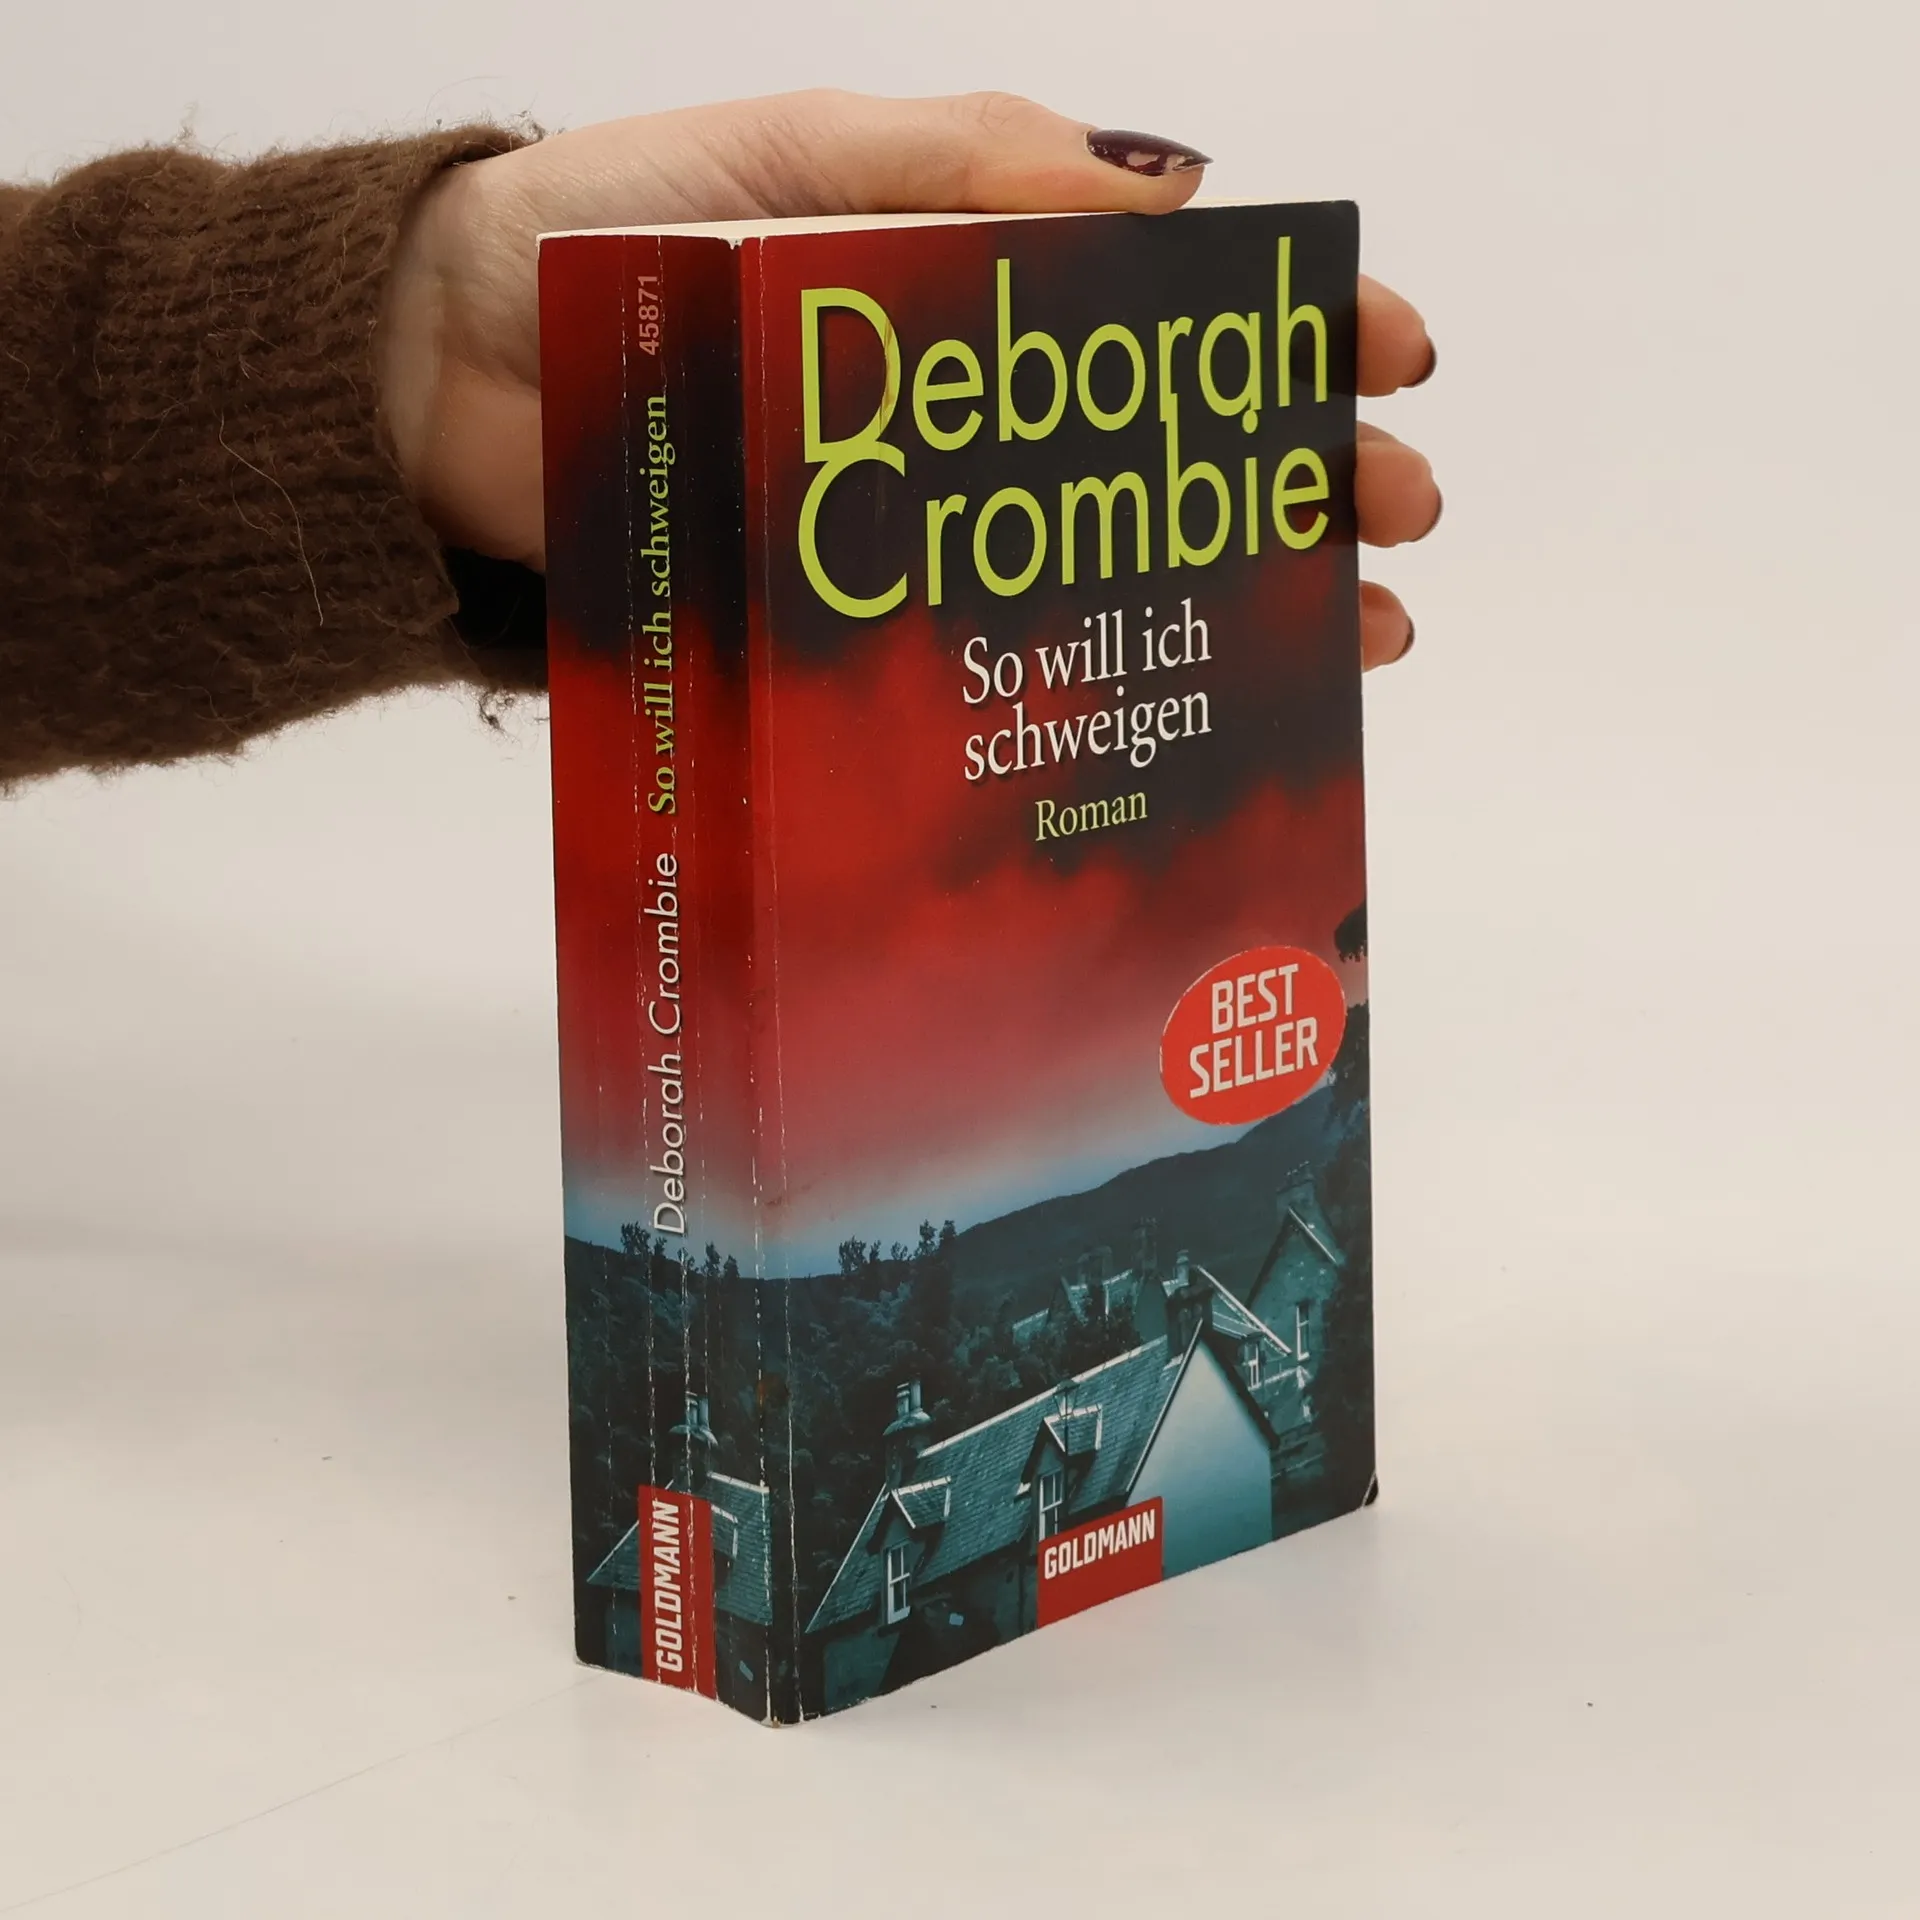 45871
So will ich schweigen
Deborah Crombie
GOLDMANN
Deborah
Crombie
So will ich
schweigen
Roman
BEST
SELLER
GOLDMANN